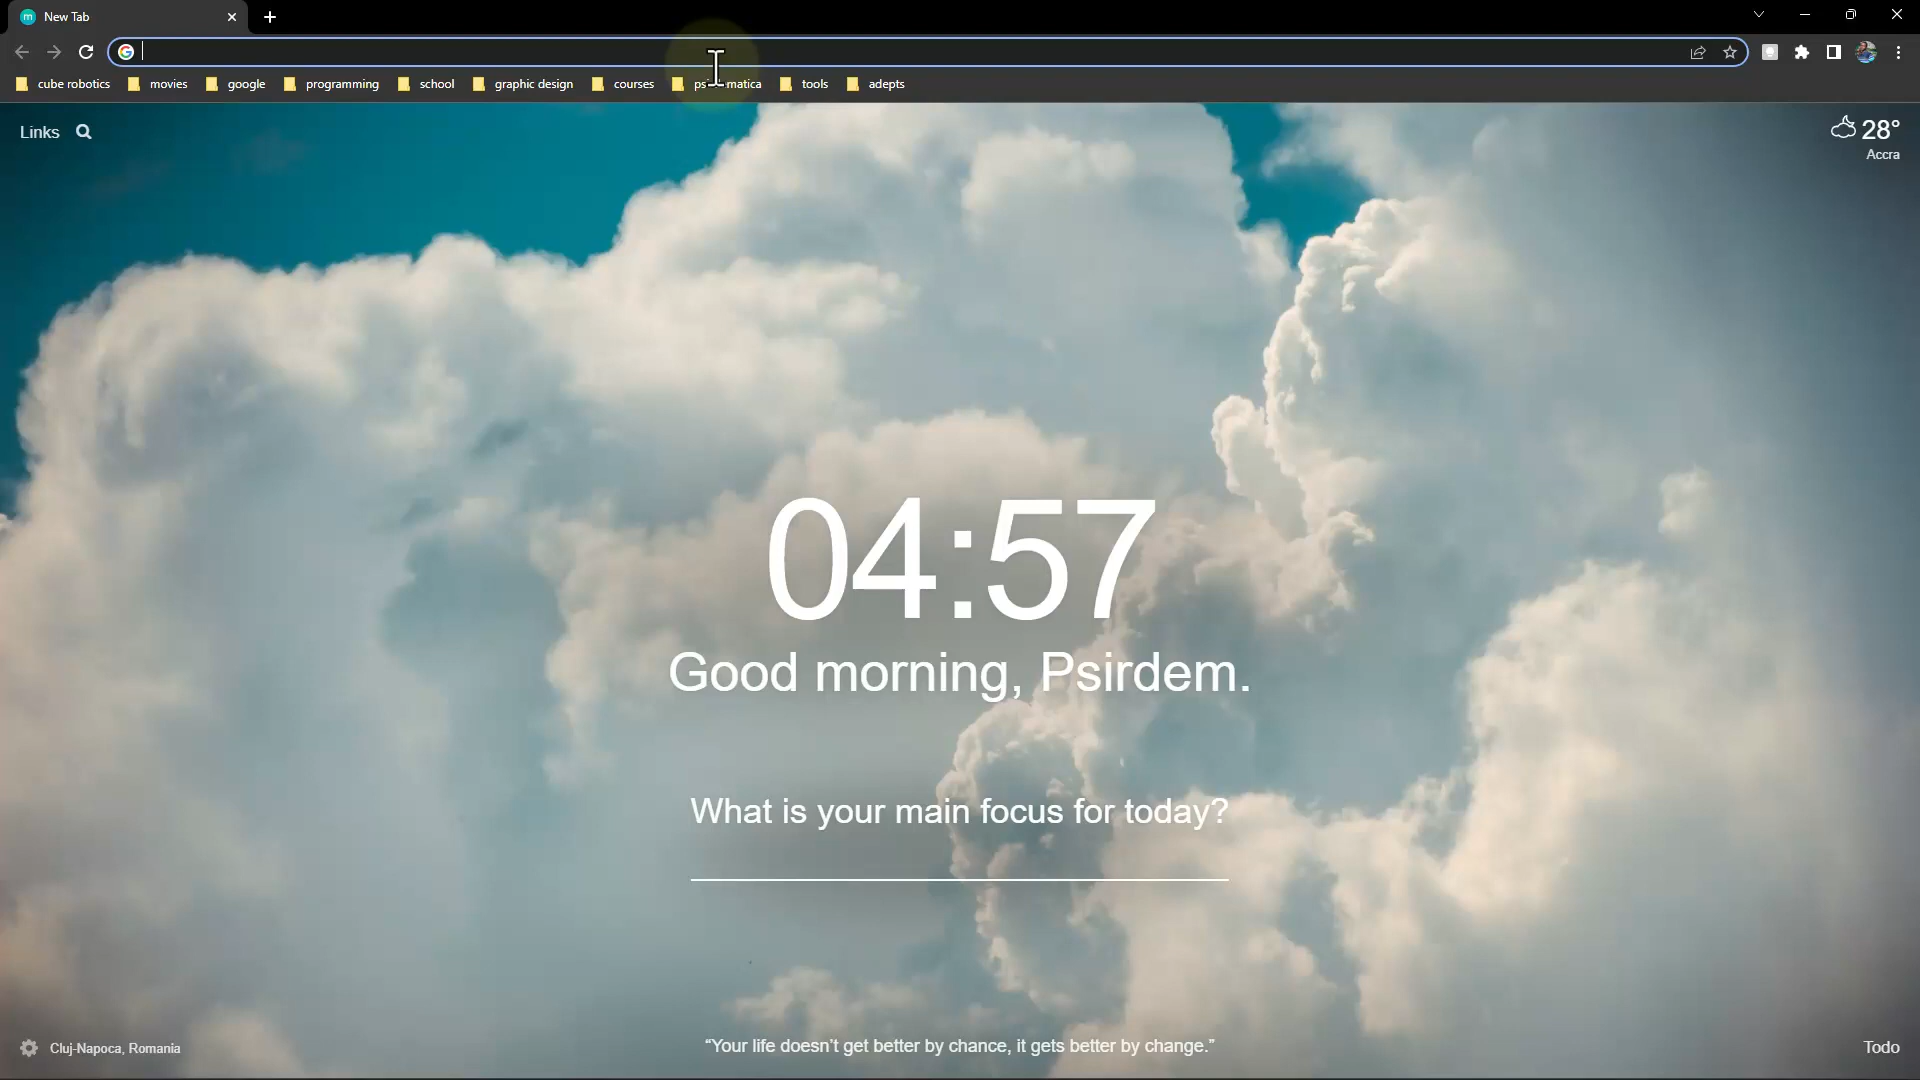 New Tab
cube robotics movies google programming school graphic design courses tools adepts
Links
28°
Accra
04:57
Good morning, Psirdem.
What is your main focus for today?
Cluj-Napoca, Romania
“Your life doesn't get better by chance, it gets better by change.”
Todo